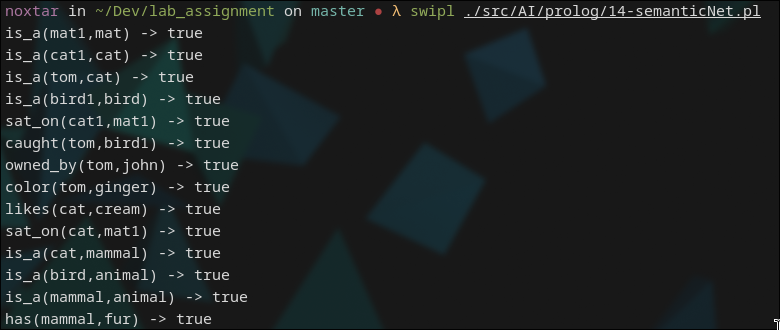 noxtar in ~/Dev/lab_assignment on master • λ swipl ./src/AI/prolog/14-semanticNet.pl
is_a(mat1,mat) -> true
is_a(cat1,cat) -> true
is_a(tom,cat) -> true
is_a(bird1,bird) -> true
sat_on(cat1,mat1) -> true
caught(tom,bird1) -> true
owned_by(tom,john) -> true
color(tom,ginger) -> true
likes(cat,cream) -> true
sat_on(cat,mat1) -> true
is_a(cat,mammal) -> true
is_a(bird,animal) -> true
is_a(mammal,animal) -> true
has(mammal,fur) -> true